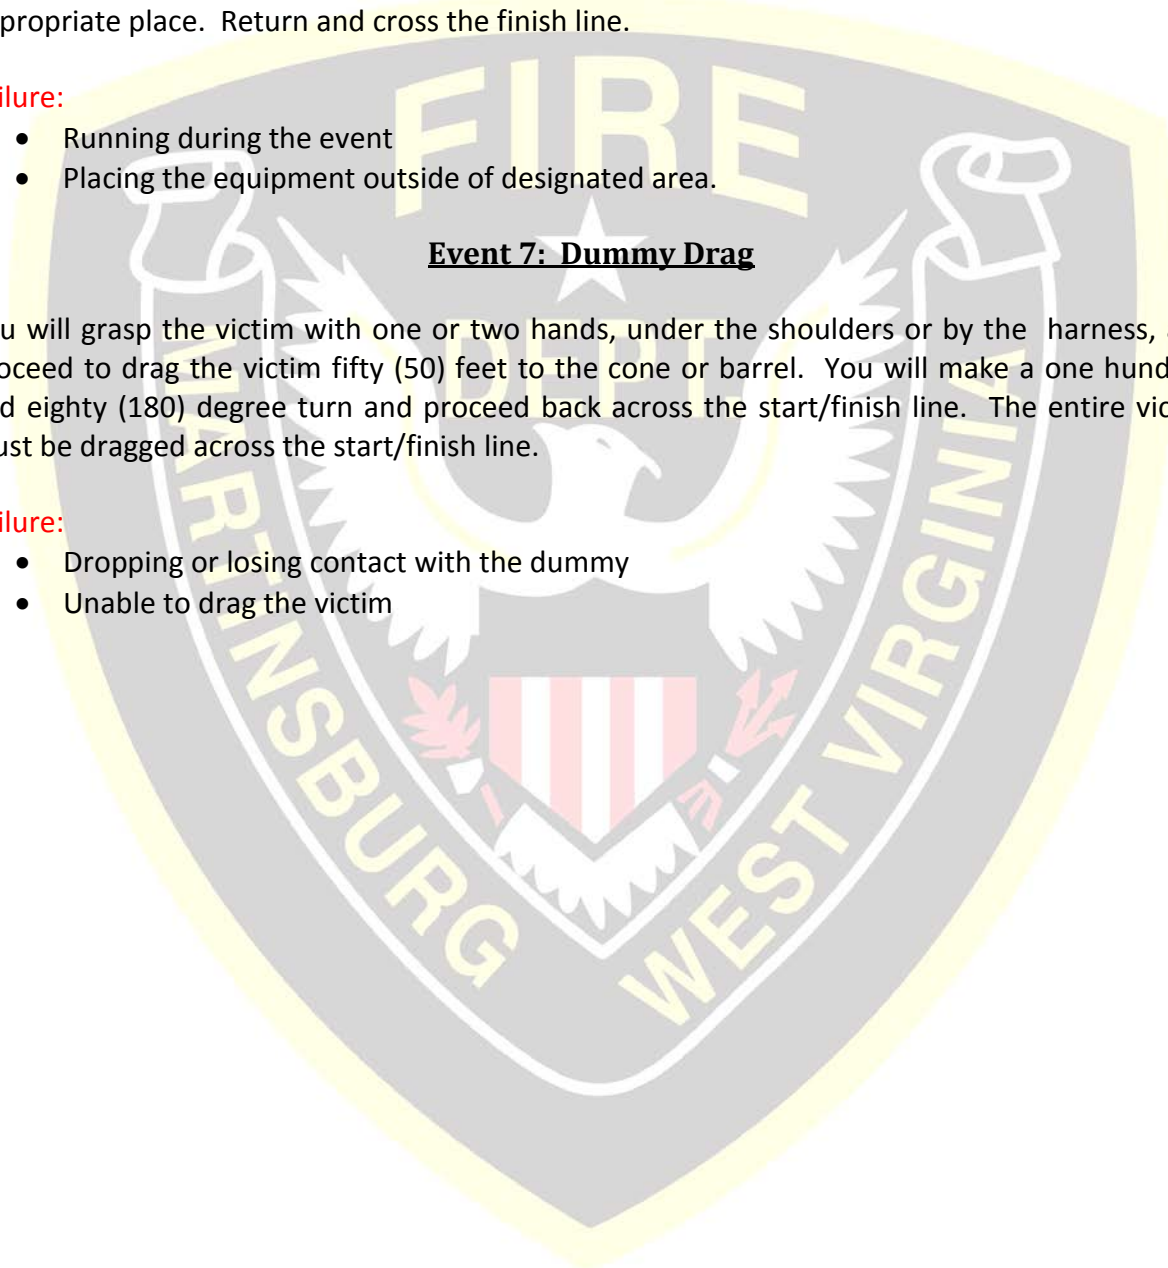 propriate place. Return and cross the finish line.
ilure:
• Running during the event
• Placing the equipment outside of designated area.
Event 7: Dummy Drag
u will grasp the victim with one or two hands, under the shoulders or by the harness,
oceed to drag the victim fifty (50) feet to the cone or barrel. You will make a one hund
d eighty (180) degree turn and proceed back across the start/finish line. The entire vic
ust be dragged across the start/finish line.
ilure:
• Dropping or losing contact with the dummy
• Unable to drag the victim
FIRE
DEPT
MARTINSBURG
WEST VIRGINIA